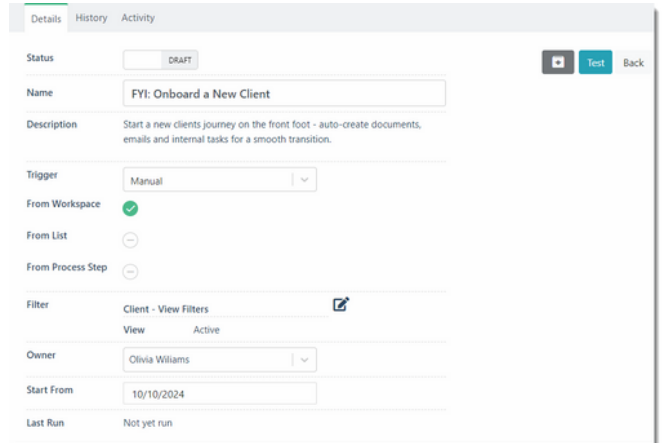 Details History Activity
Status DRAFT Test Back
Name FYI: Onboard a New Client
Description Start a new clients journey on the front foot - auto-create documents,
emails and internal tasks for a smooth transition.
Trigger Manual
From Workspace
From List
From Process Step
Filter Client - View Filters
View Active
Owner Olivia Wiliams
Start From 10/10/2024
Last Run Not yet run